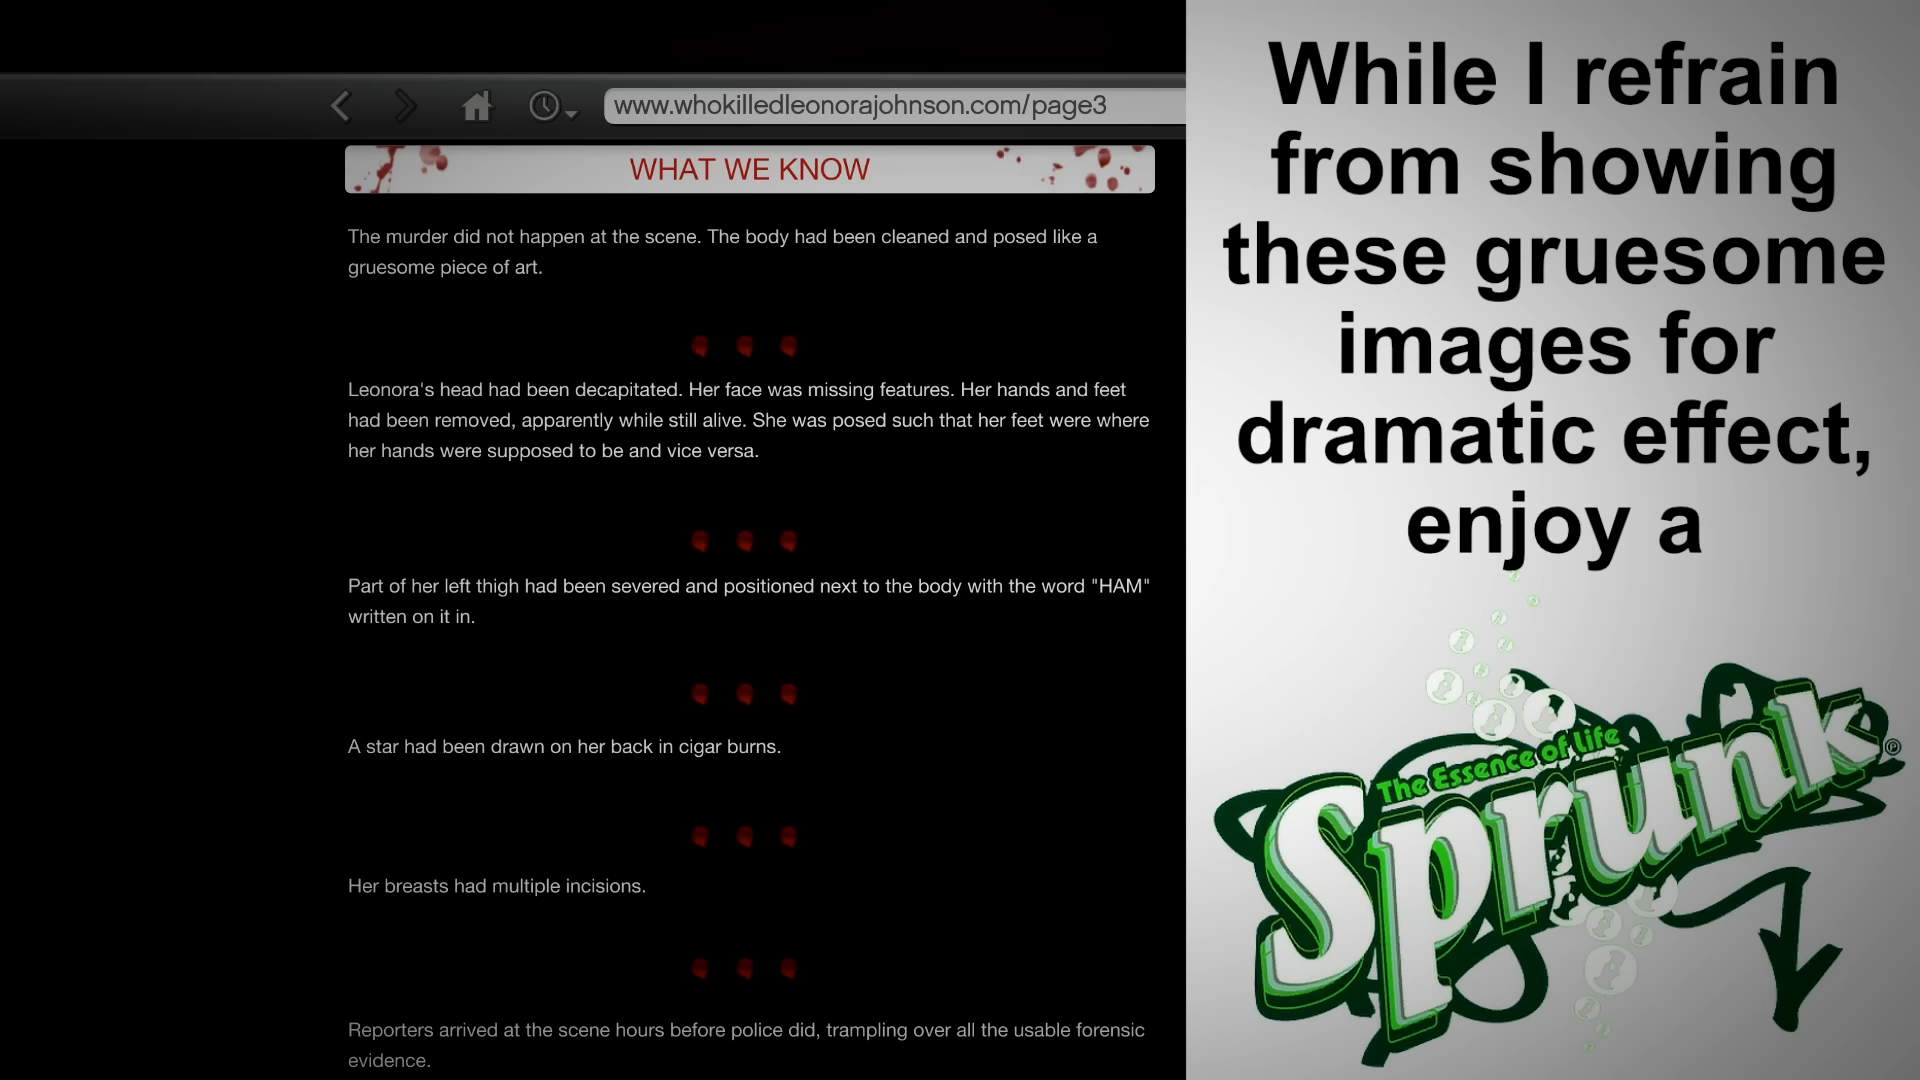 www.whokilledleonorajohnson.com/page3
WHAT WE KNOW
The murder did not happen at the scene. The body had been cleaned and posed like a
gruesome piece of art.
Leonora's head had been decapitated. Her face was missing features. Her hands and feet
had been removed, apparently while still alive. She was posed such that her feet were where
her hands were supposed to be and vice versa.
Part of her left thigh had been severed and positioned next to the body with the word "HAM"
written on it in.
A star had been drawn on her back in cigar burns.
Her breasts had multiple incisions.
Reporters arrived at the scene hours before police did, trampling over all the usable forensic
evidence.
While I refrain
from showing
these gruesome
images for
dramatic effect,
enjoy a
The Essence of Life
Sprunk